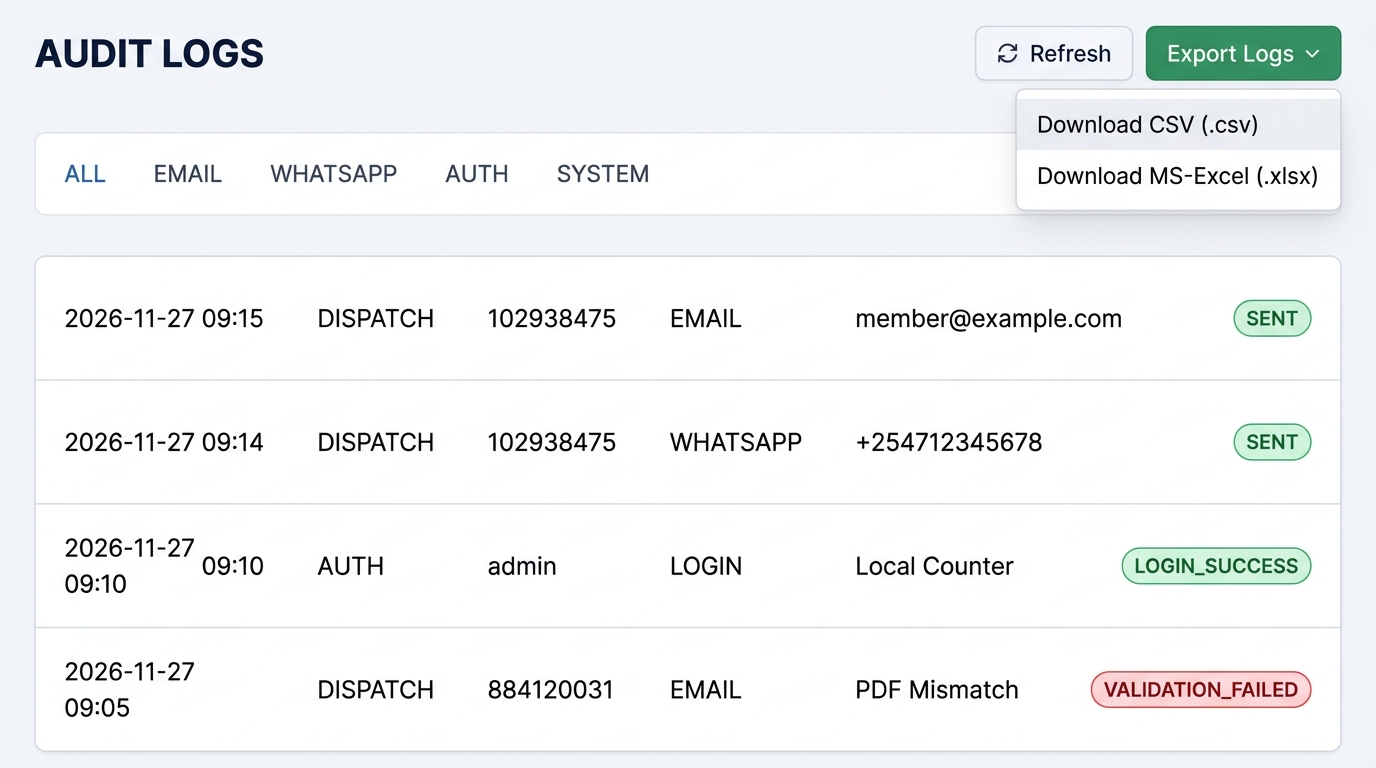 AUDIT LOGS
Refresh
Export Logs
Download CSV (.csv)
Download MS-Excel (.xlsx)
ALL EMAIL WHATSAPP AUTH SYSTEM
2026-11-27 09:15 DISPATCH 102938475 EMAIL member@example.com SENT
2026-11-27 09:14 DISPATCH 102938475 WHATSAPP +254712345678 SENT
2026-11-27
09:10 09:10 AUTH admin LOGIN Local Counter LOGIN_SUCCESS
2026-11-27
09:05 DISPATCH 884120031 EMAIL PDF Mismatch VALIDATION_FAILED